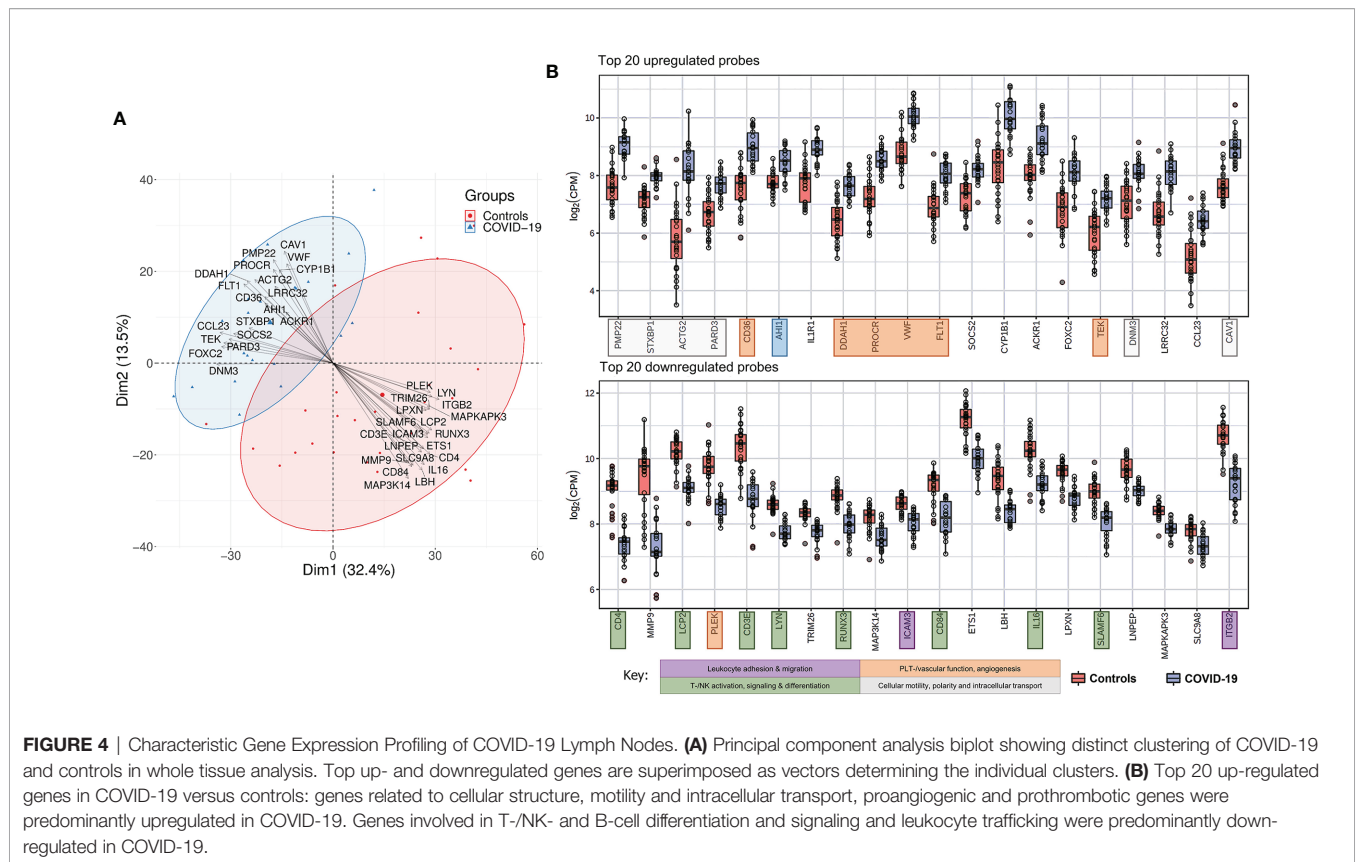 A
B
Top 20 upregulated probes
log2(CPM)
10
8
6
4
PMP22
STXBP1
ACTG2
PARD3
CD36
AHI1
IL1R1
DDAH1
PROCR
VWF
FLT1
SOCS2
CYP1B1
ACKR1
FOXC2
TEK
DNM3
LRRC32
CCL23
CAV1
Groups
Controls
COVID−19
Dim2 (13.5%)
40
20
0
−20
−40
CAV1
PMP22
VWF
PROCR
CYP1B1
DDAH1
ACTG2
FLT1
LRRC32
CD36
AHI1
STXBP1
ACKR1
CCL23
SOCS2
TEK
PARD3
FOXC2
DNM3
PLEK
LYN
TRIM26
ITGB2
LPXN
MAPKAPK3
SLAMF6
LCP2
CD3E
ICAM3
RUNX3
LNPEP
ETS1
MMP9
SLC9A8
CD4
CD84
IL16
MAP3K14
LBH
−30
0
30
60
Dim1 (32.4%)
Top 20 downregulated probes
log2(CPM)
12
10
8
6
CD4
MMP9
LCP2
PLEK
CD3E
LYN
TRIM26
RUNX3
MAP3K14
ICAM3
CD84
ETS1
LBH
IL16
LPXN
SLAMF6
LNPEP
MAPKAPK3
SLC9A8
ITGB2
Key:
Leukocyte adhesion & migration
PLT-/vascular function, angiogenesis
T-/NK activation, signaling & differentiation
Cellular motility, polarity and intracellular transport
Controls
COVID-19
FIGURE 4 | Characteristic Gene Expression Profiling of COVID-19 Lymph Nodes. (A) Principal component analysis biplot showing distinct clustering of COVID-19
and controls in whole tissue analysis. Top up- and downregulated genes are superimposed as vectors determining the individual clusters. (B) Top 20 up-regulated
genes in COVID-19 versus controls: genes related to cellular structure, motility and intracellular transport, proangiogenic and prothrombotic genes were
predominantly upregulated in COVID-19. Genes involved in T-/NK- and B-cell differentiation and signaling and leukocyte trafficking were predominantly down-
regulated in COVID-19.